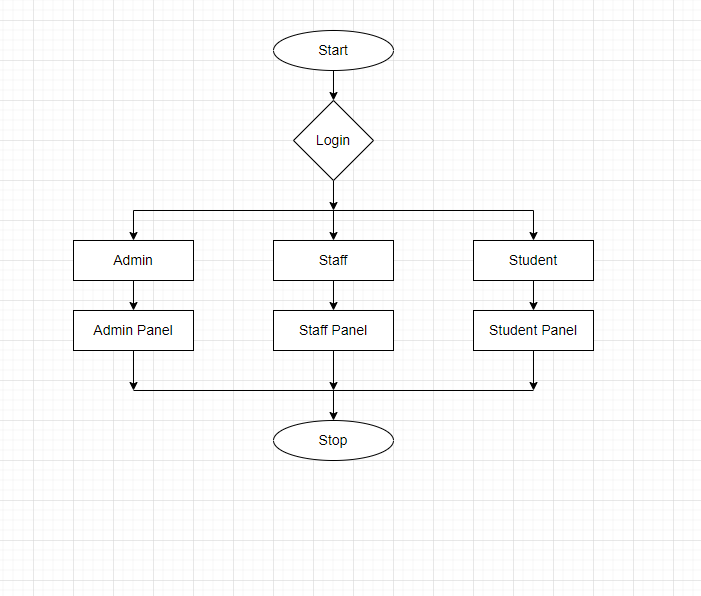 Start
Login
Admin
Staff
Student
Admin Panel
Staff Panel
Student Panel
Stop